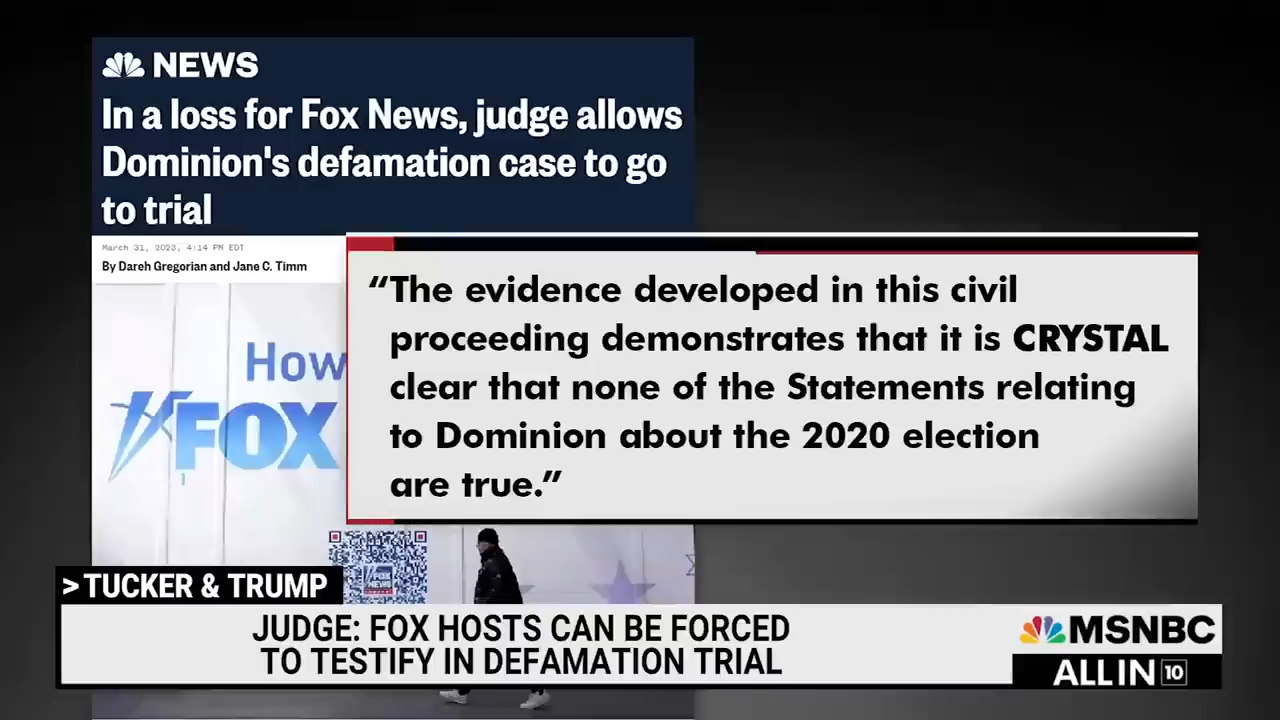 NEWS
In a loss for Fox News, judge allows
Dominion's defamation case to go
to trial
March 31, 2023, 4:14 PM EDT
By Dareh Gregorian and Jane C. Timm
How
FOX
“The evidence developed in this civil
proceeding demonstrates that it is CRYSTAL
clear that none of the Statements relating
to Dominion about the 2020 election
are true.”
FOX
NEWS
> TUCKER & TRUMP
JUDGE: FOX HOSTS CAN BE FORCED
TO TESTIFY IN DEFAMATION TRIAL
MSNBC
ALL IN 10